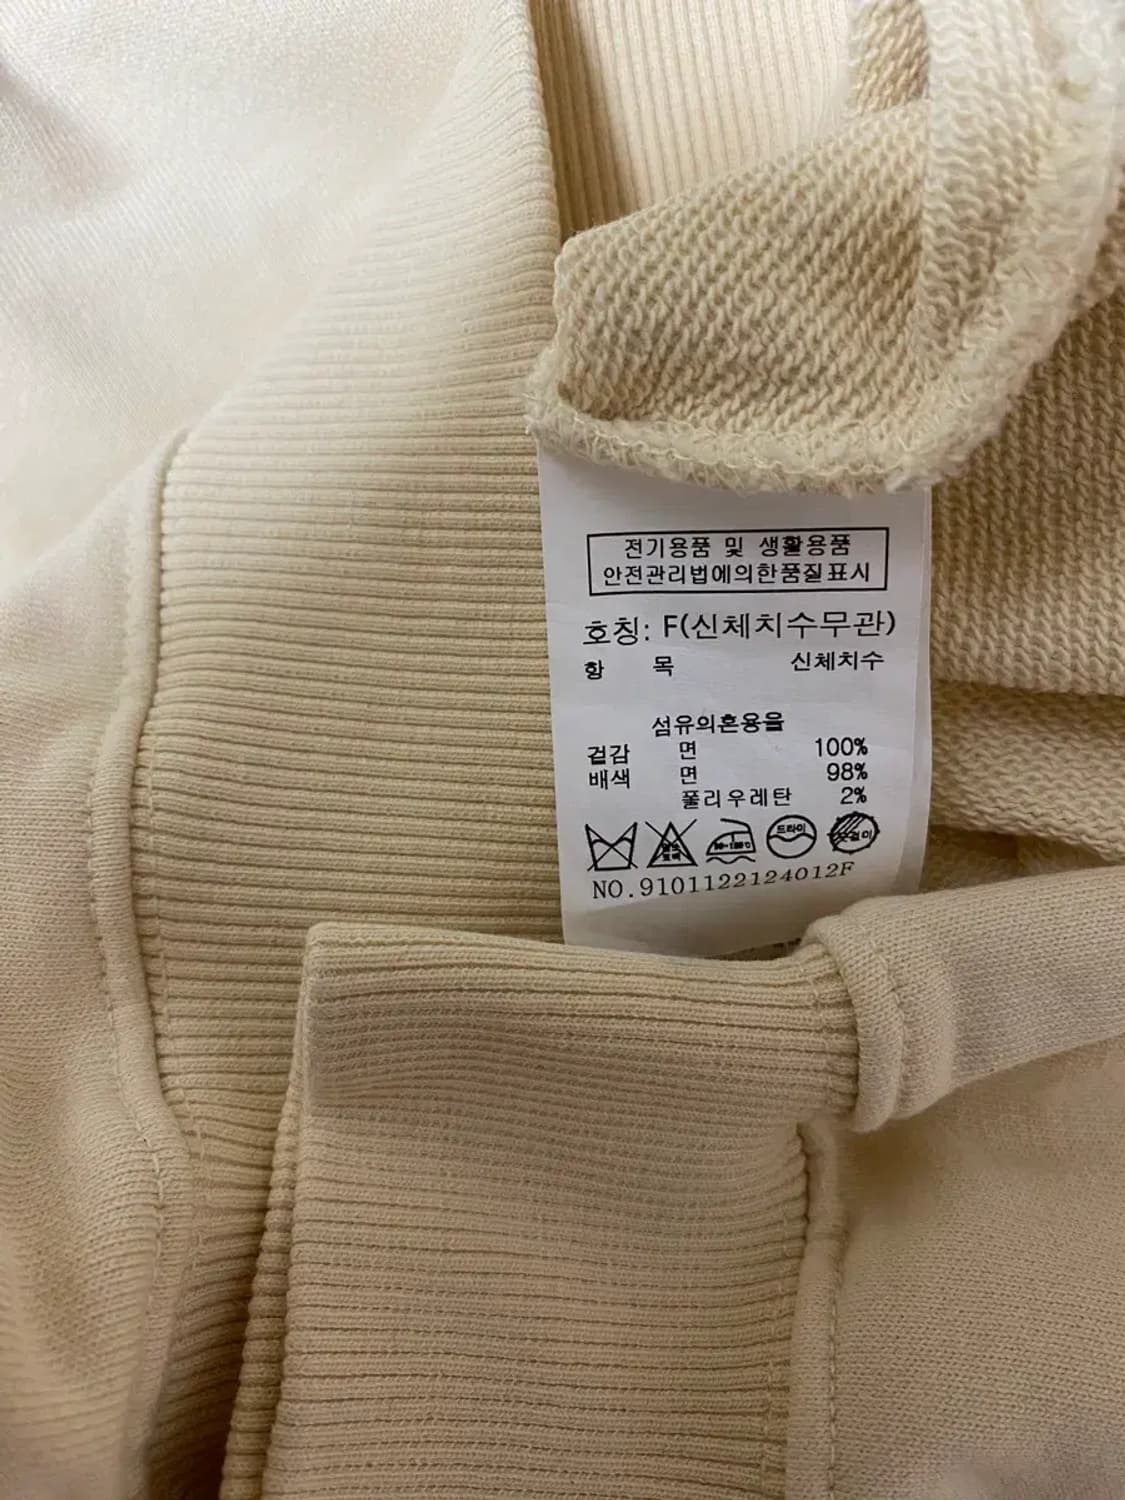 전기용품 및 생활용품
안전관리법에의한품질표시
호칭: F(신체치수무관)
항 목 신체치수
섬유의혼용율
겉감 면 100%
배색 면 98%
폴리우레탄 2%
드라이
NO.9101122124012F